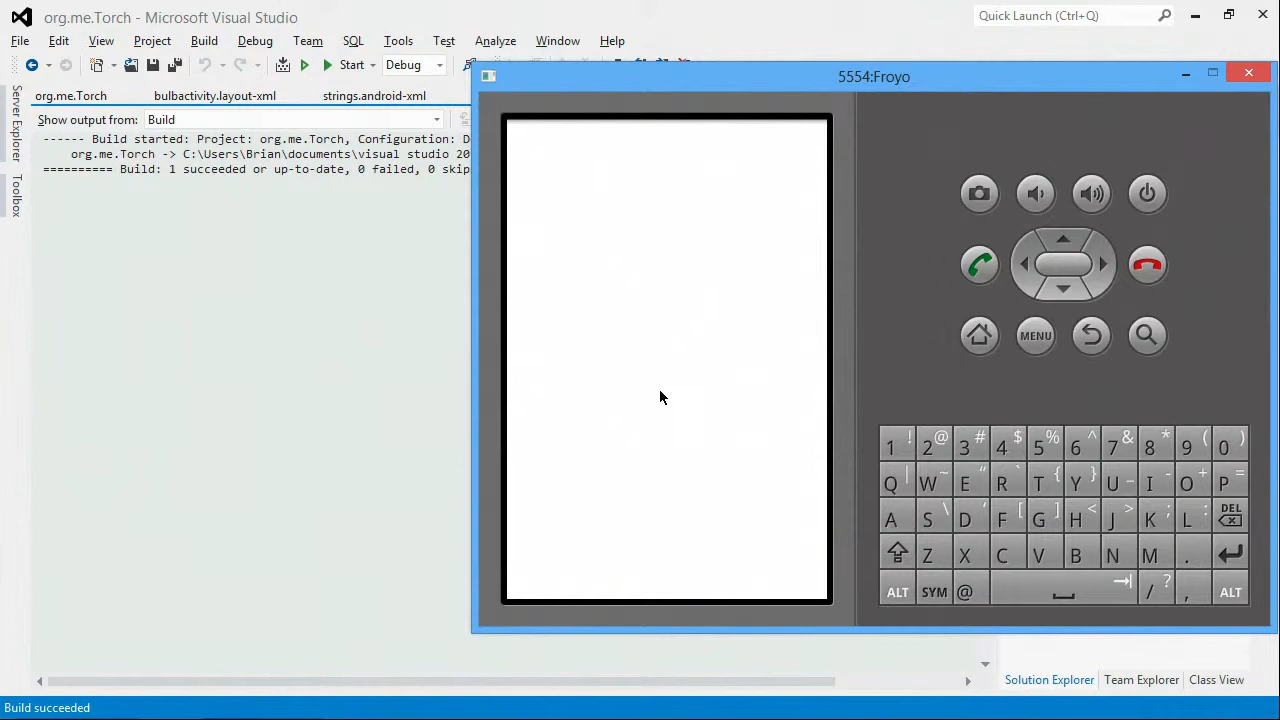 org.me.Torch - Microsoft Visual Studio
Quick Launch (Ctrl+Q)
File Edit View Project Build Debug Team SQL Tools Test Analyze Window Help
Start Debug
5554:Froyo
Server Explorer
Toolbox
org.me.Torch bulbactivity.layout-xml strings.android-xml
Show output from: Build
------ Build started: Project: org.me.Torch, Configuration: D
org.me.Torch -> C:\Users\Brian\documents\visual studio 20
========== Build: 1 succeeded or up-to-date, 0 failed, 0 skip
MENU
1 ! 2 @ 3 # 4 $ 5 % 6 ^ 7 & 8 * 9 ( 0 )
Q | W ~ E " R ` T { Y } U _ I - O + P =
A S \ D ' F [ G ] H < J > K ; L : DEL
Z X C V B N M .
ALT SYM @ / ? , ALT
Solution Explorer Team Explorer Class View
Build succeeded